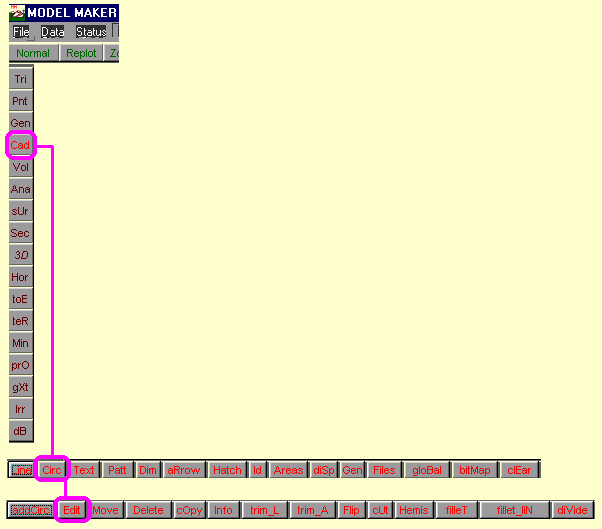 MODEL MAKER
File Data Status
Normal Replot Zo
Tri
Pnt
Gen
Cad
Vol
Ana
sUr
Sec
3D
Hor
toE
teR
Min
prO
gXt
Irr
dB
Line Circ Text Patt Dim aRrow Hatch Id Areas diSp Gen Files gloBal bitMap clEar
addCirc Edit Move Delete cOpy Info trim_L trim_A Flip cUt Hemis filleT fillet_liN diVide